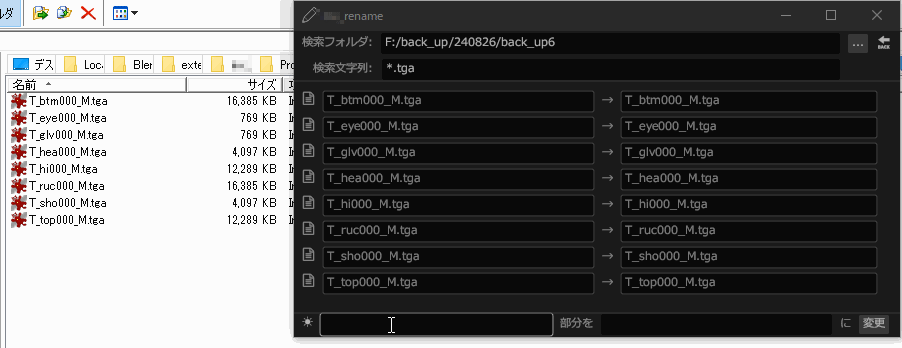 ルダ
デス
Loc
Bler
exte
Pro
名前
サイズ
T_btm000_M.tga 16,385 KB
T_eye000_M.tga 769 KB
T_glv000_M.tga 769 KB
T_hea000_M.tga 4,097 KB
T_hi000_M.tga 12,289 KB
T_ruc000_M.tga 16,385 KB
T_sho000_M.tga 4,097 KB
T_top000_M.tga 12,289 KB
_rename
検索フォルダ: F:/back_up/240826/back_up6 ... BACK
検索文字列: *.tga
T_btm000_M.tga → T_btm000_M.tga
T_eye000_M.tga → T_eye000_M.tga
T_glv000_M.tga → T_glv000_M.tga
T_hea000_M.tga → T_hea000_M.tga
T_hi000_M.tga → T_hi000_M.tga
T_ruc000_M.tga → T_ruc000_M.tga
T_sho000_M.tga → T_sho000_M.tga
T_top000_M.tga → T_top000_M.tga
部分を に 変更